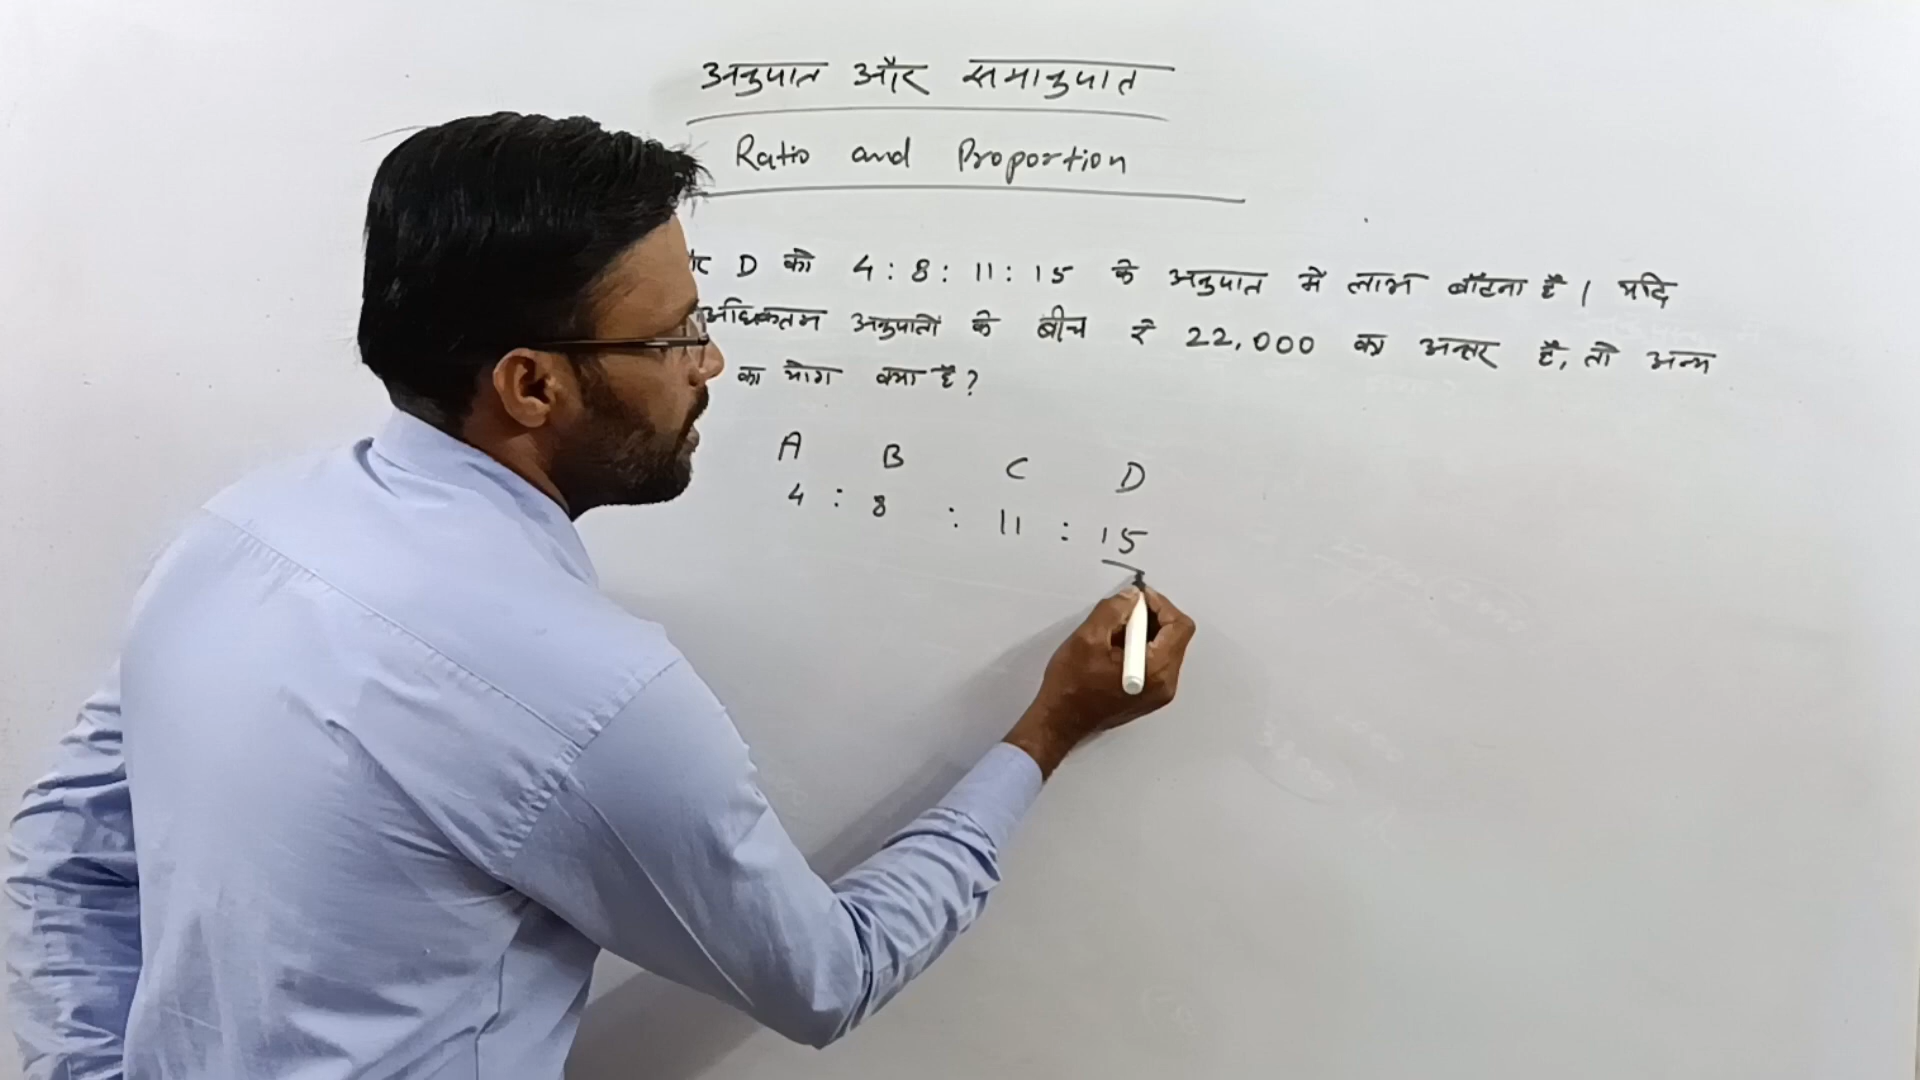 अनुपात और समानुपात
Ratio and Proportion
D को 4 : 8 : 11 : 15 के अनुपात में लाभ बाँटना है । यदि
अधिकतम अनुपातों के बीच ₹ 22,000 का अन्तर है, तो अन्य
का योग क्या है ?
A B C D
4 : 8 : 11 : 15